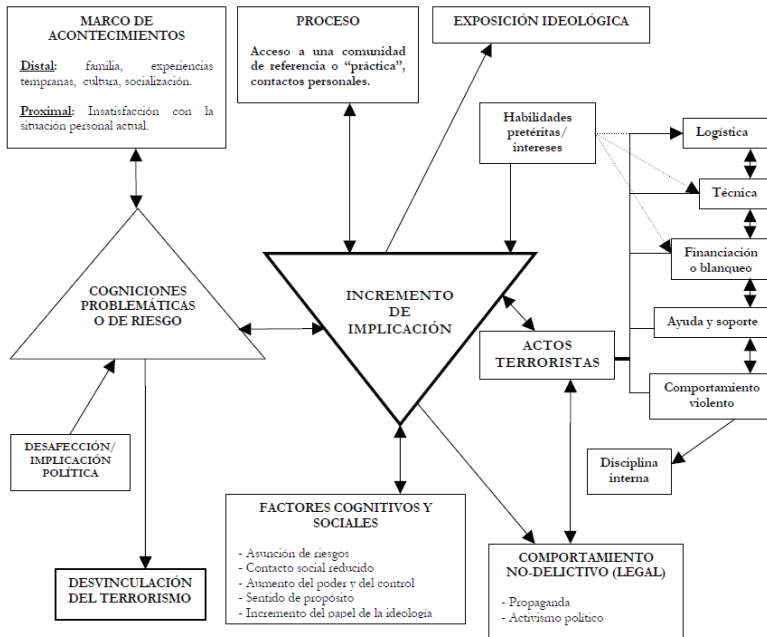 MARCO DE
ACONTECIMIENTOS
Distal: familia, experiencias
tempranas, cultura, socialización.
Proximal: Insatisfacción con la
situación personal actual.
PROCESO
Acceso a una comunidad
de referencia o “práctica”,
contactos personales.
EXPOSICIÓN IDEOLÓGICA
Habilidades
pretéritas/
intereses
Logística
Técnica
Financiación
o blanqueo
Ayuda y soporte
Comportamiento
violento
Disciplina
interna
COGNICIONES
PROBLEMÁTICAS
O DE RIESGO
INCREMENTO
DE
IMPLICACIÓN
ACTOS
TERRORISTAS
DESAFECCIÓN/
IMPLICACIÓN
POLÍTICA
DESVINCULACIÓN
DEL TERRORISMO
FACTORES COGNITIVOS Y
SOCIALES
- Asunción de riesgos
- Contacto social reducido
- Aumento del poder y del control
- Sentido de propósito
- Incremento del papel de la ideología
COMPORTAMIENTO
NO-DELICTIVO (LEGAL)
- Propaganda
- Activismo político